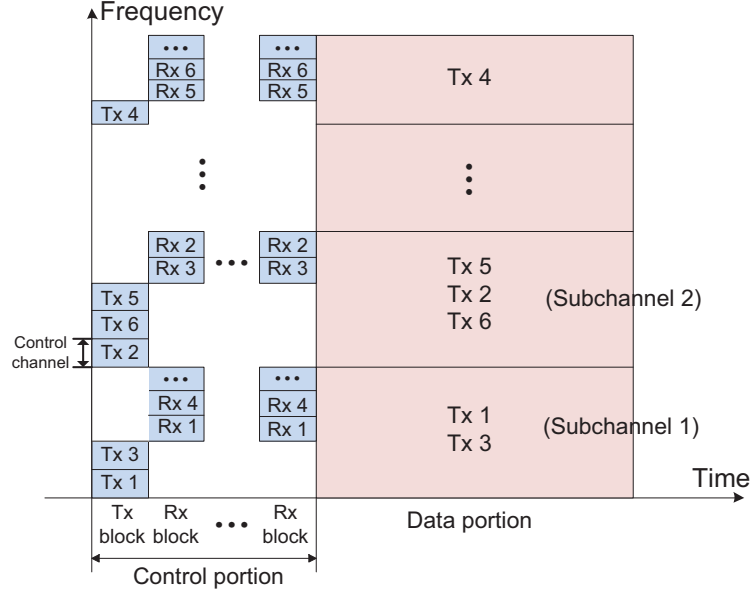 Frequency
... ...
Rx 6 Rx 6
Rx 5 Rx 5
Tx 4
Tx 4
... ...
Rx 2 Rx 2
Rx 3 ... Rx 3
Tx 5
Tx 6
Tx 2
Control
channel
Tx 5
Tx 2
Tx 6
(Subchannel 2)
... ...
Rx 4 Rx 4
Rx 1 Rx 1
Tx 3
Tx 1
Tx 1
Tx 3
(Subchannel 1)
Time
Tx
block
Rx
block
...
Rx
block
Data portion
Control portion